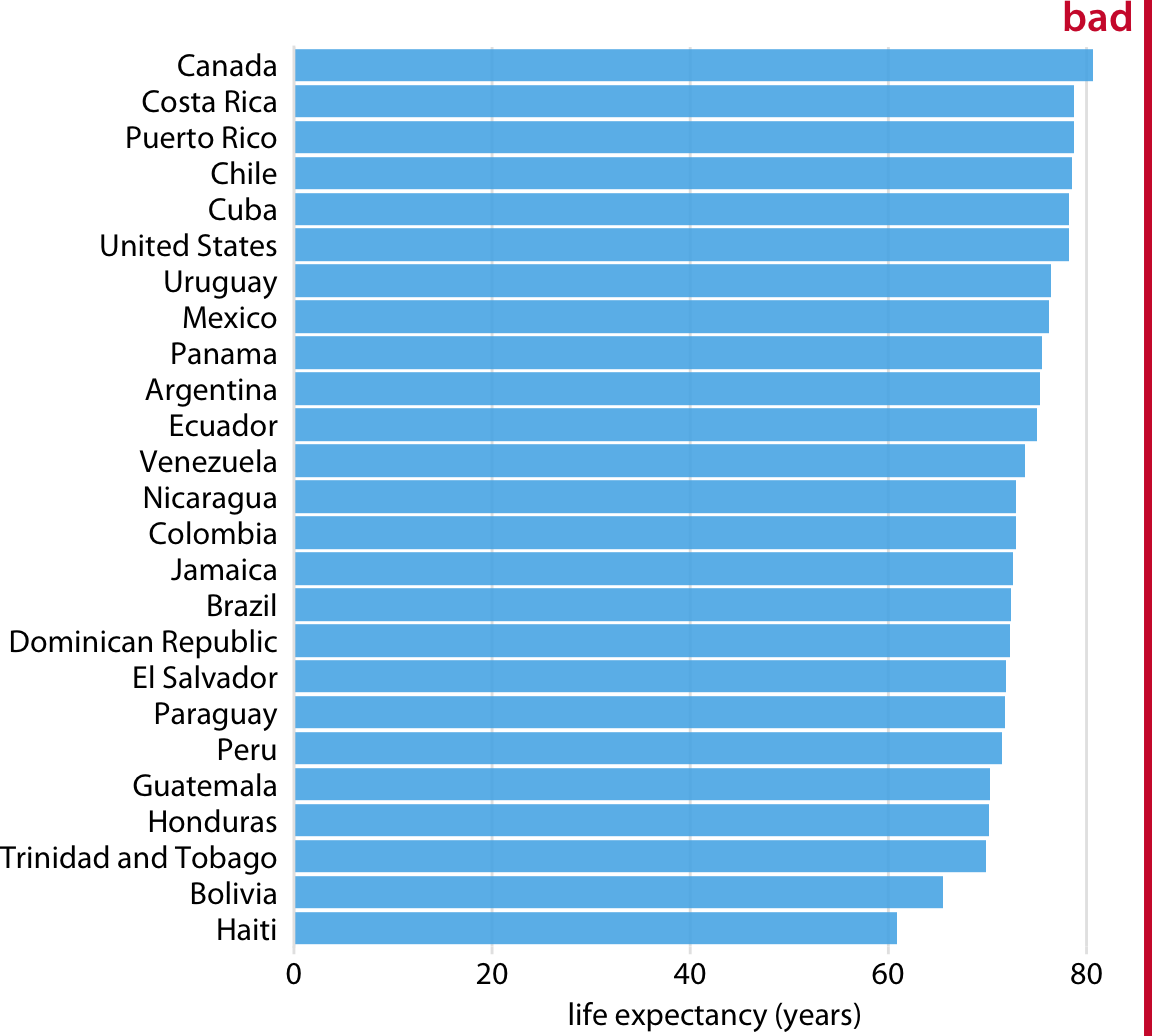 bad
Canada
Costa Rica
Puerto Rico
Chile
Cuba
United States
Uruguay
Mexico
Panama
Argentina
Ecuador
Venezuela
Nicaragua
Colombia
Jamaica
Brazil
Dominican Republic
El Salvador
Paraguay
Peru
Guatemala
Honduras
Trinidad and Tobago
Bolivia
Haiti
0 20 40 60 80
life expectancy (years)